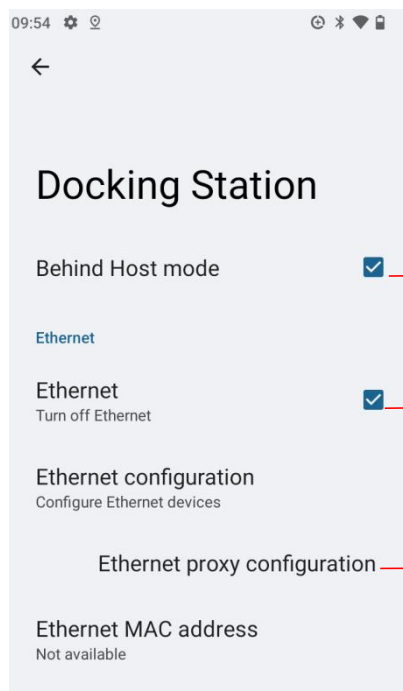 09:54
Docking Station
Behind Host mode
Ethernet
Ethernet
Turn off Ethernet
Ethernet configuration
Configure Ethernet devices
Ethernet proxy configuration
Ethernet MAC address
Not available